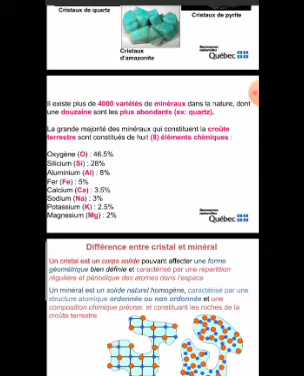 Cristaux de quartz
Cristaux de pyrite
Cristaux
d'amazonite
Ressources
naturelles
Québec
Il existe plus de 4000 variétés de minéraux dans la nature, dont
une douzaine sont les plus abondants (ex: quartz).
La grande majorité des minéraux qui constituent la croûte
terrestre sont constitués de huit (8) éléments chimiques :
Oxygène (O) : 46.5%
Silicium (Si) : 28%
Aluminium (Al) : 8%
Fer (Fe) : 5%
Calcium (Ca) : 3.5%
Sodium (Na) : 3%
Potassium (K) : 2.5%
Magnesium (Mg) : 2%
Ressources
naturelles
Québec
Différence entre cristal et minéral
Un cristal est un corps solide pouvant affecter une forme
géométrique bien définie et caractérisé par une répartition
régulière et périodique des atomes dans l'espace
Un minéral est un solide naturel homogène, caractérisé par une
structure atomique ordonnée ou non ordonnée et une
composition chimique précise, et constituant les roches de la
croûte terrestre